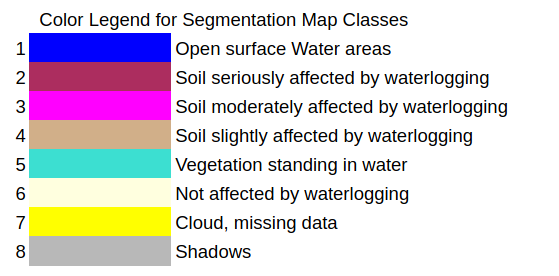 Color Legend for Segmentation Map Classes
1 Open surface Water areas
2 Soil seriously affected by waterlogging
3 Soil moderately affected by waterlogging
4 Soil slightly affected by waterlogging
5 Vegetation standing in water
6 Not affected by waterlogging
7 Cloud, missing data
8 Shadows